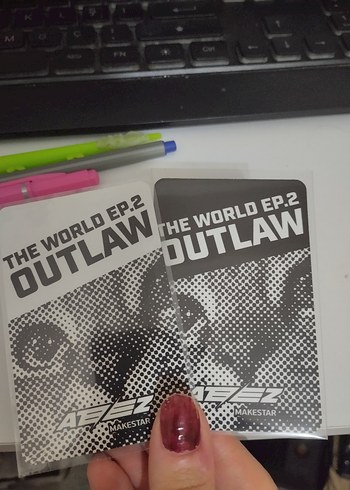 THE WORLD EP.2
OUTLAW
ATEEZ
MAKESTAR
THE WORLD EP.2
OUTLAW
ATEEZ
MAKESTAR